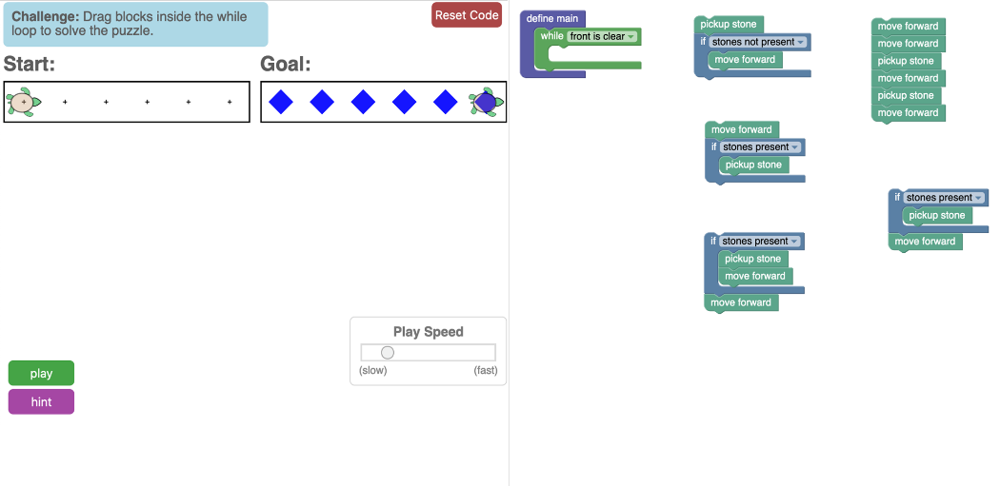 Challenge: Drag blocks inside the while
loop to solve the puzzle.
Reset Code
Start:
Goal:
Play Speed
(slow)
(fast)
play
hint
define main
while front is clear
pickup stone
if stones not present
move forward
move forward
if stones present
pickup stone
if stones present
pickup stone
move forward
move forward
move forward
move forward
pickup stone
move forward
pickup stone
move forward
if stones present
pickup stone
move forward